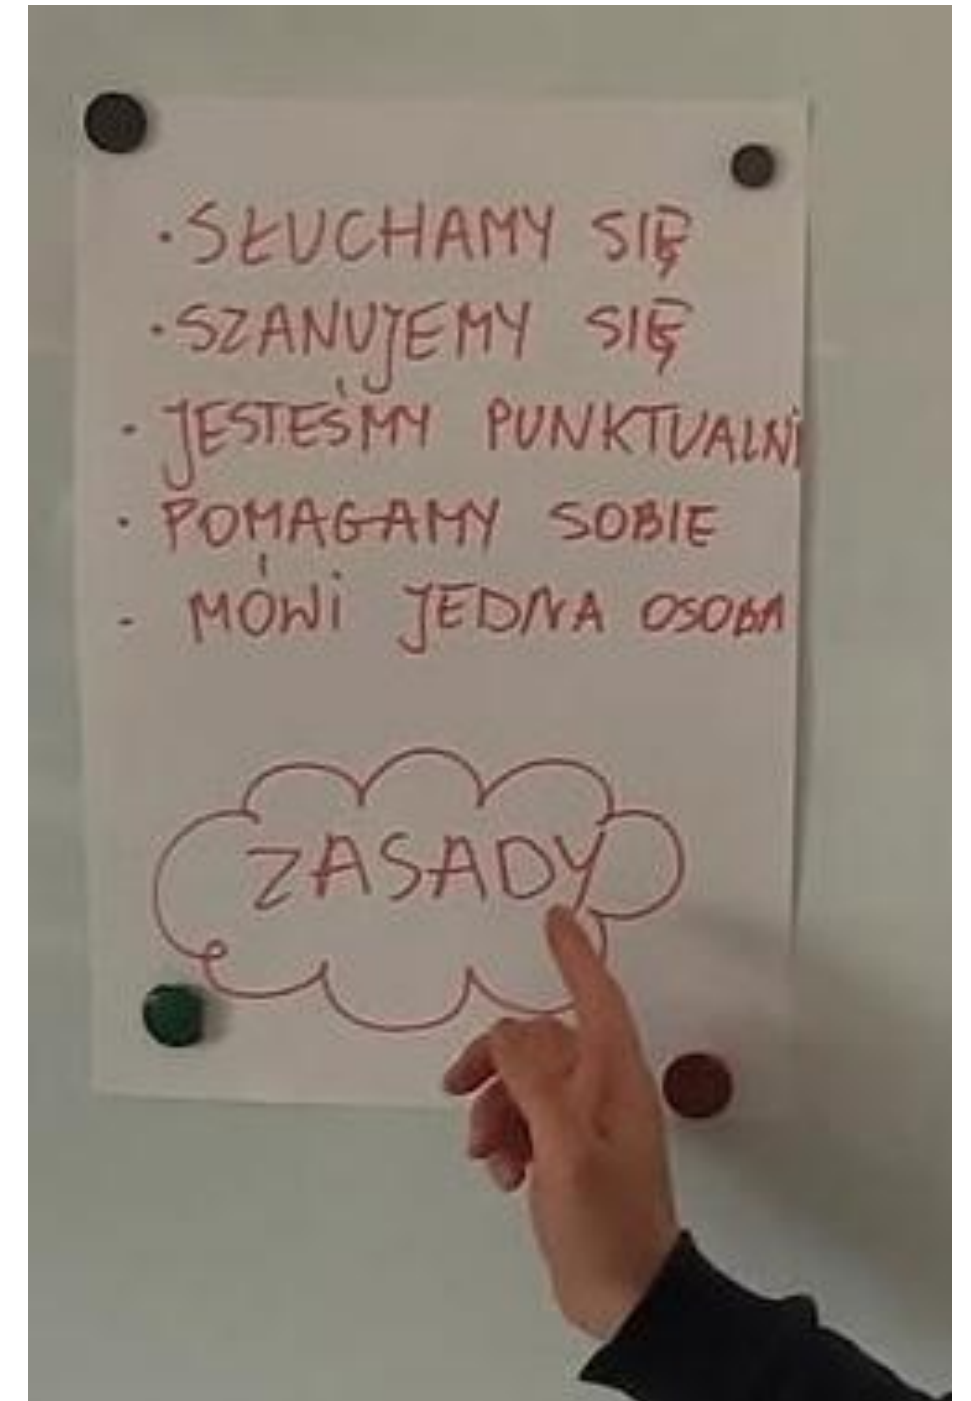 · SŁUCHAMY SIĘ
· SZANUJEMY SIĘ
- JESTEŚMY PUNKTUALNi
· POMAGAMY SOBIE
- MÓWi JEDNA OSOBA
ZASADY